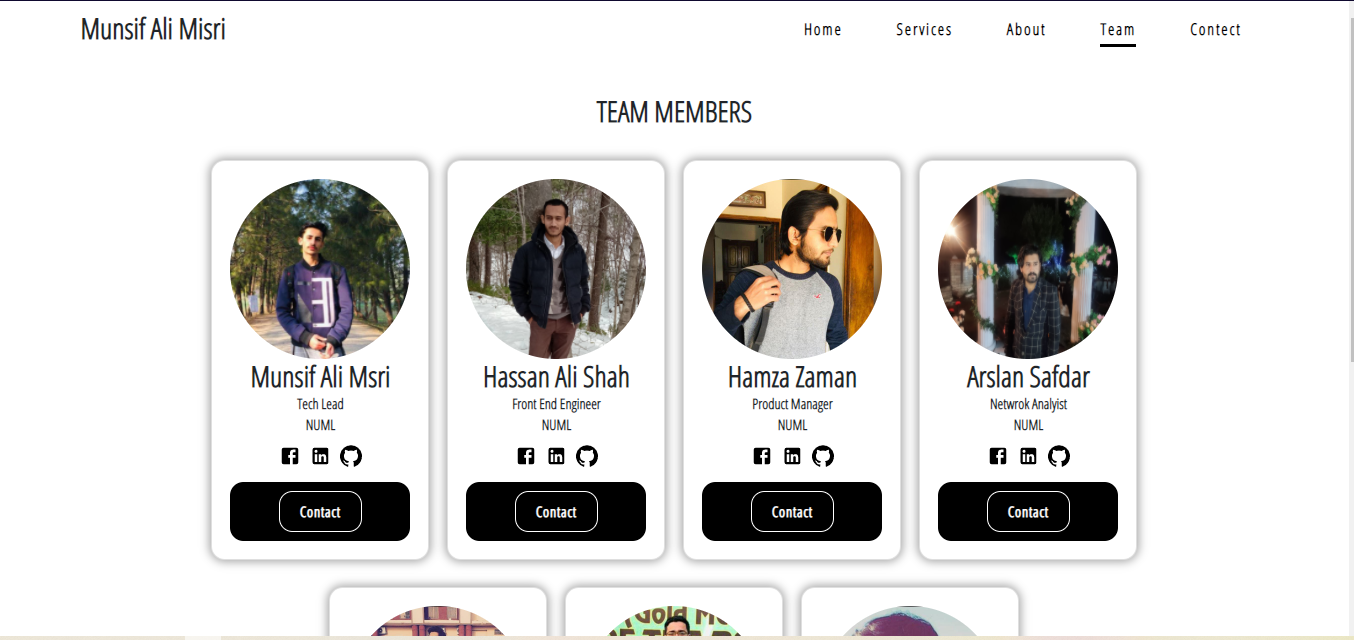 Munsif Ali Misri
Home Services About Team Contact
TEAM MEMBERS
Munsif Ali Msri
Tech Lead
NUML
Contact
Hassan Ali Shah
Front End Engineer
NUML
Contact
Hamza Zaman
Product Manager
NUML
Contact
Arslan Safdar
Netwrok Analyist
NUML
Contact